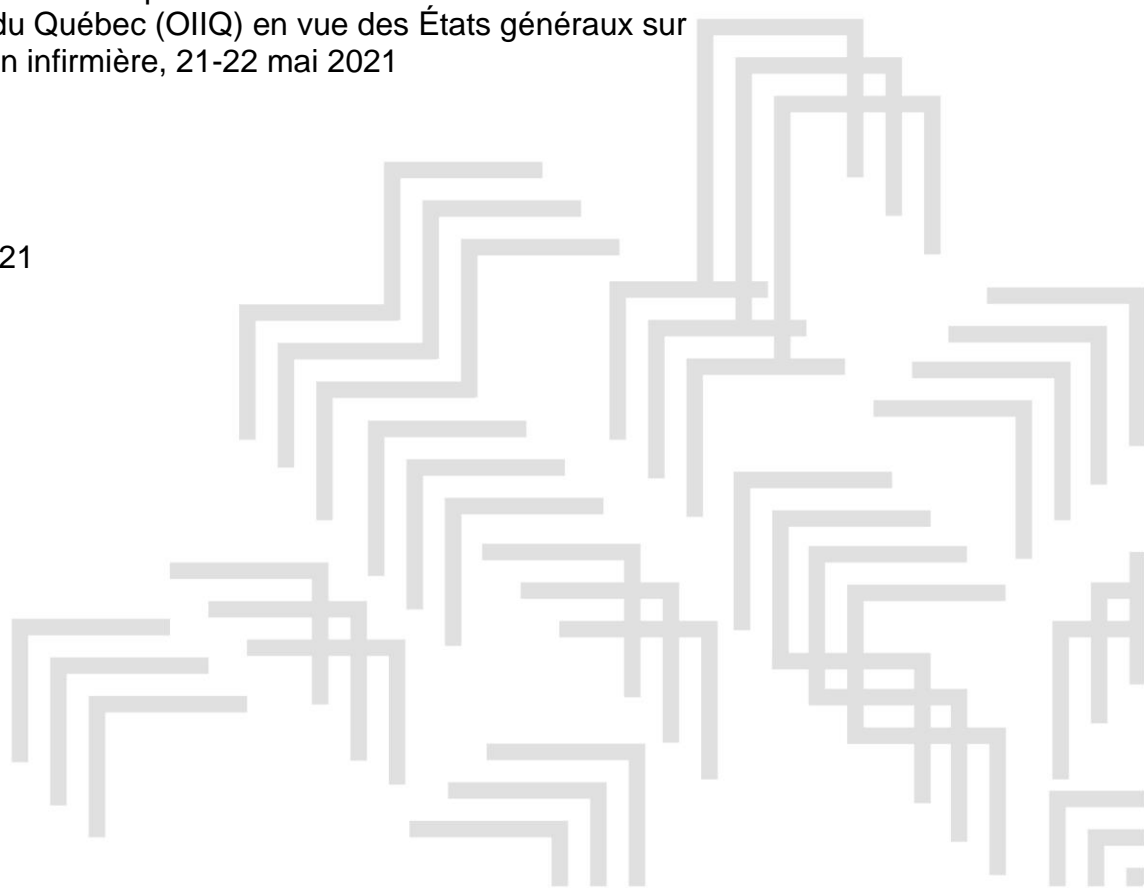 du Québec (OIIQ) en vue des États généraux sur
n infirmière, 21-22 mai 2021
21